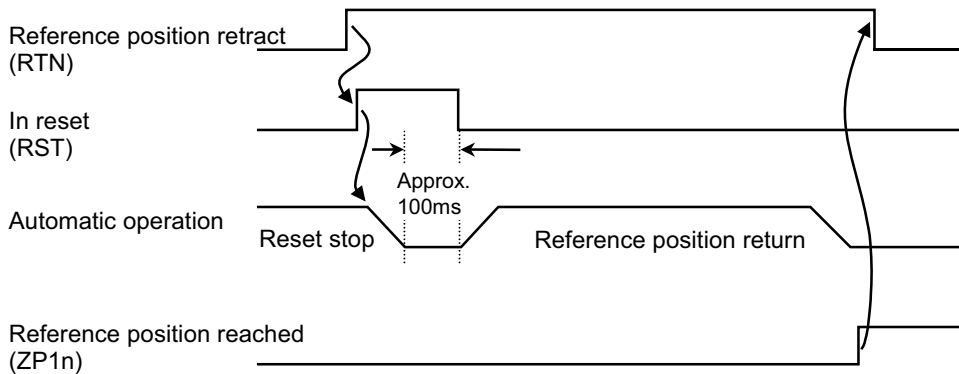 Reference position retract
(RTN)
In reset
(RST)
Approx.
100ms
Automatic operation
Reset stop
Reference position return
Reference position reached
(ZP1n)